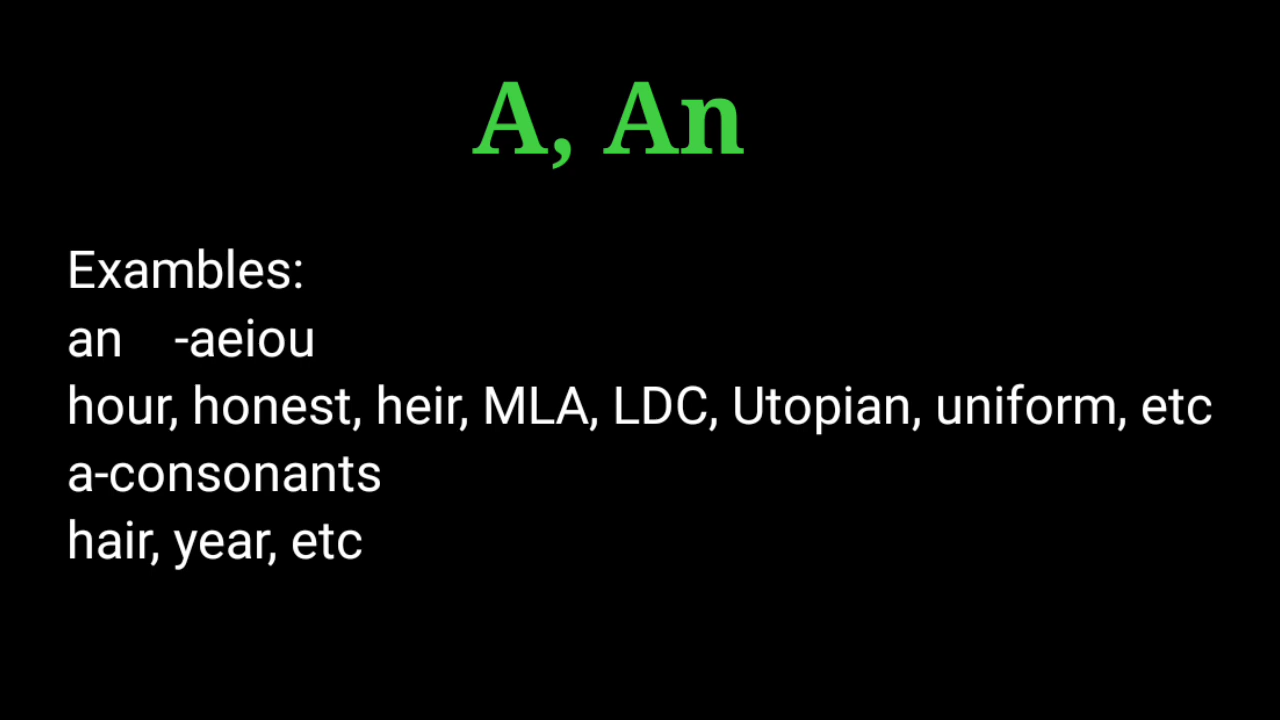 A, An
Exambles:
an -aeiou
hour, honest, heir, MLA, LDC, Utopian, uniform, etc
a-consonants
hair, year, etc